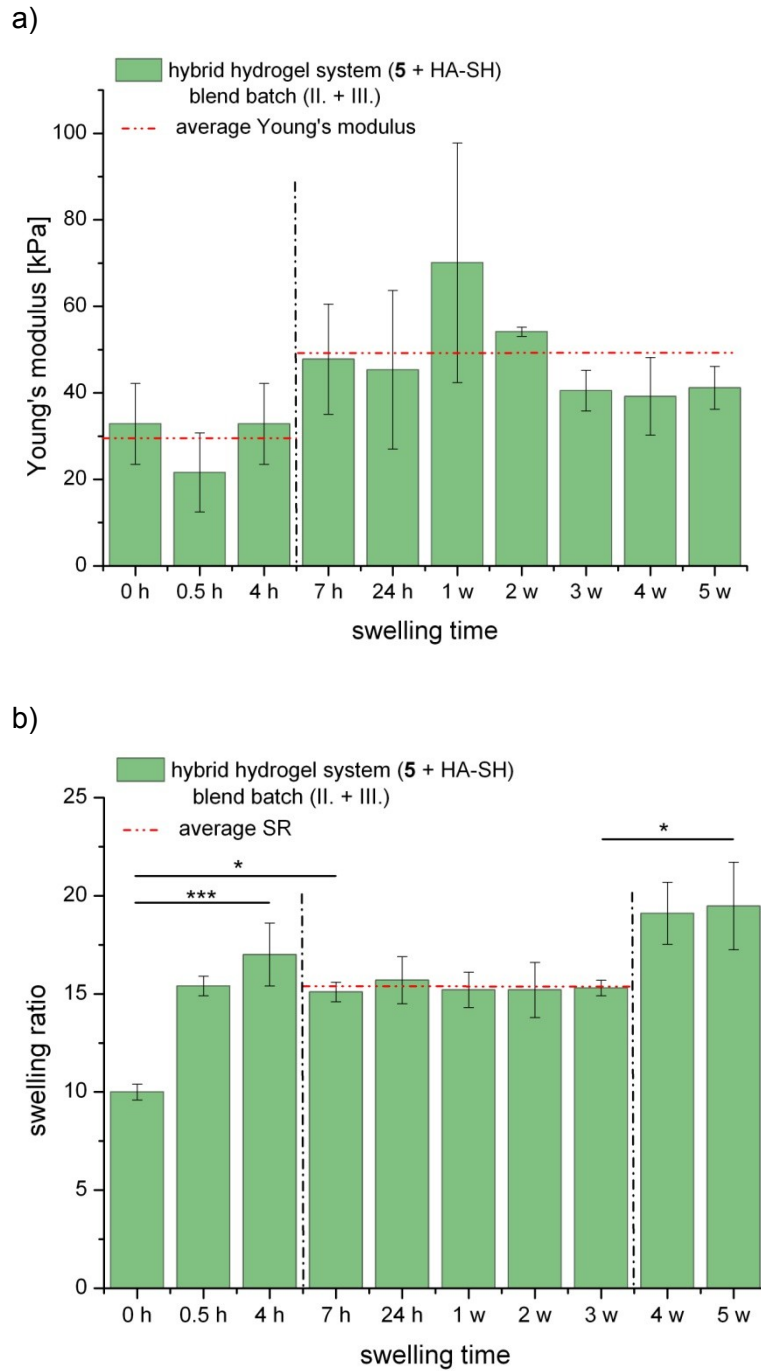 a)
hybrid hydrogel system (5 + HA-SH)
blend batch (II. + III.)
average Young's modulus
100
80
60
40
20
0
Young's modulus [kPa]
0 h 0.5 h 4 h 7 h 24 h 1 w 2 w 3 w 4 w 5 w
swelling time
b)
hybrid hydrogel system (5 + HA-SH)
blend batch (II. + III.)
average SR
25
20
15
10
5
0
*
***
*
swelling ratio
0 h 0.5 h 4 h 7 h 24 h 1 w 2 w 3 w 4 w 5 w
swelling time